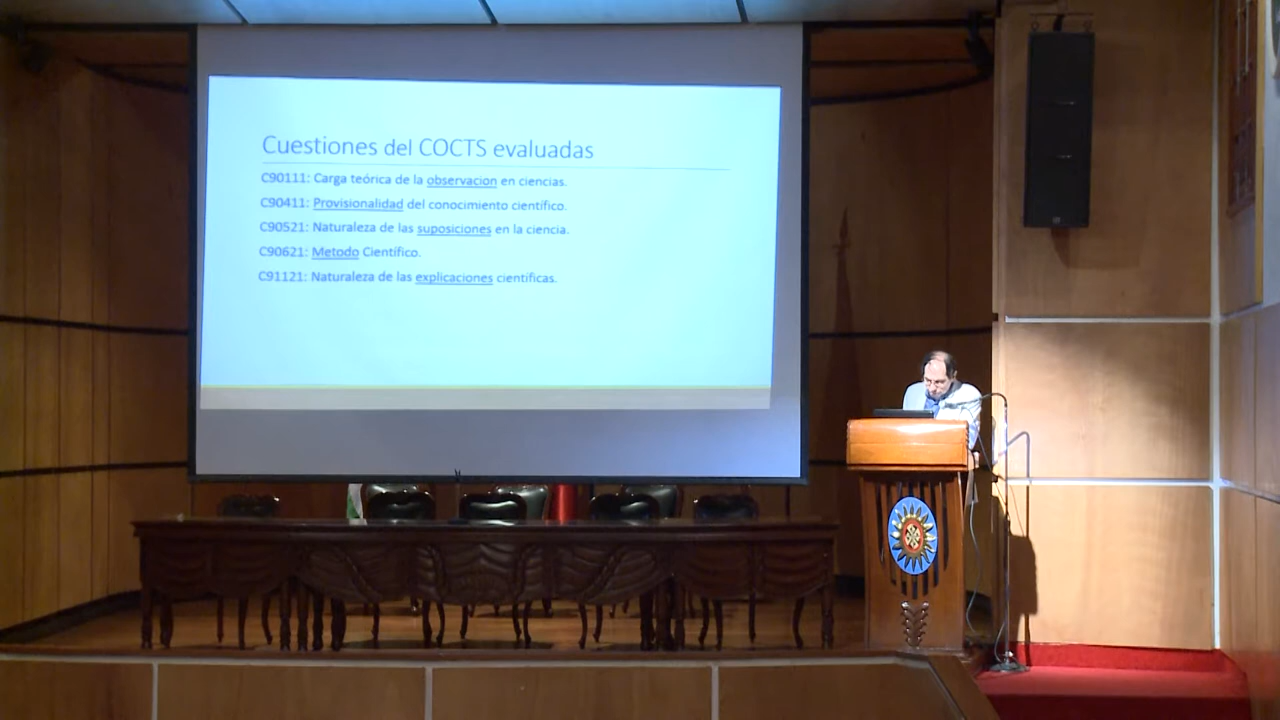 Cuestiones del COCTS evaluadas
C90111: Carga teórica de la observacion en ciencias.
C90411: Provisionalidad del conocimiento científico.
C90521: Naturaleza de las suposiciones en la ciencia.
C90621: Metodo Científico.
C91121: Naturaleza de las explicaciones científicas.